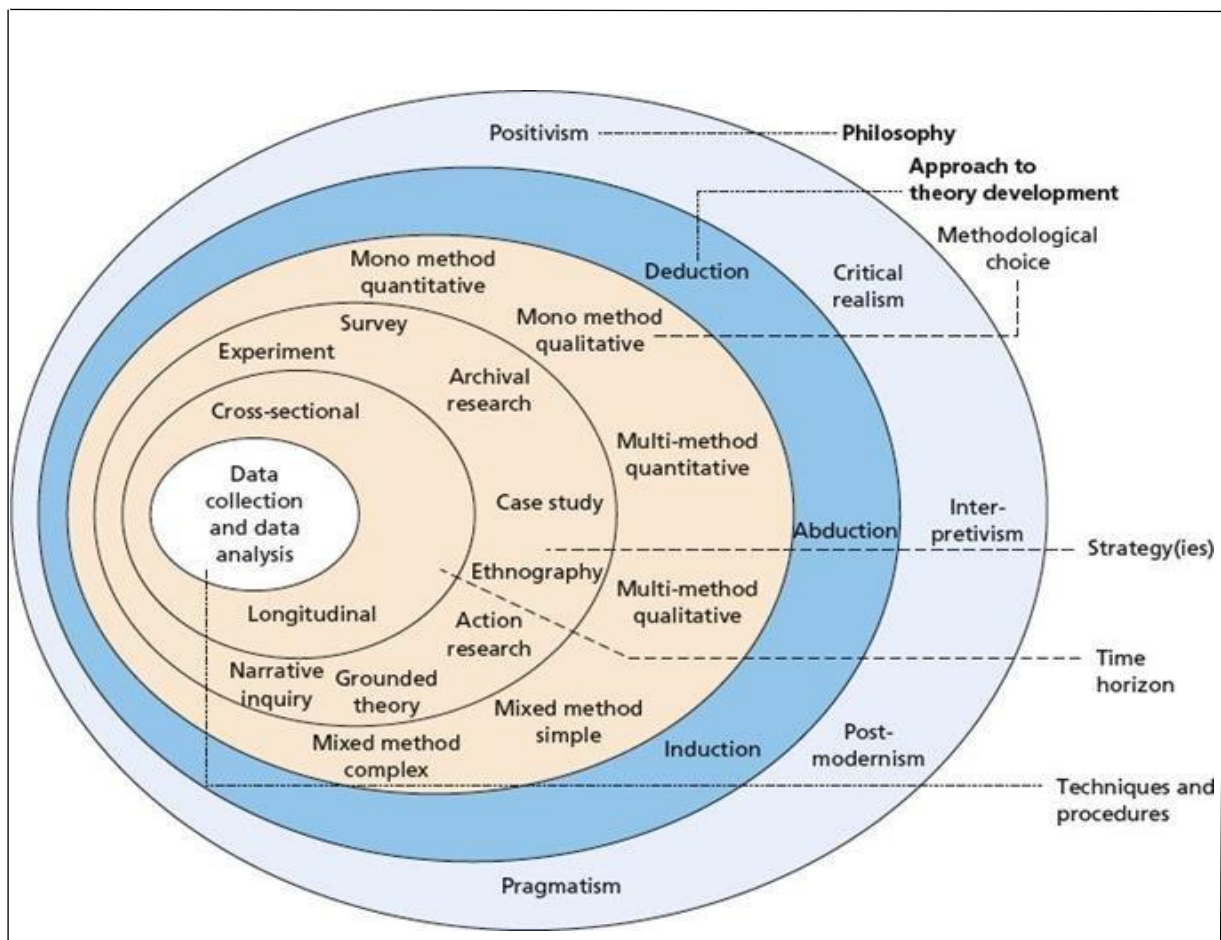 Positivism
Philosophy
Approach to
theory development
Methodological
choice
Deduction
Critical
realism
Mono method
quantitative
Mono method
qualitative
Survey
Experiment
Archival
research
Cross-sectional
Multi-method
quantitative
Data
collection
and data
analysis
Case study
Abduction
Inter-
pretivism
Strategy(ies)
Ethnography
Multi-method
qualitative
Longitudinal
Action
research
Time
horizon
Narrative
inquiry
Grounded
theory
Mixed method
simple
Mixed method
complex
Induction
Post-
modernism
Techniques and
procedures
Pragmatism